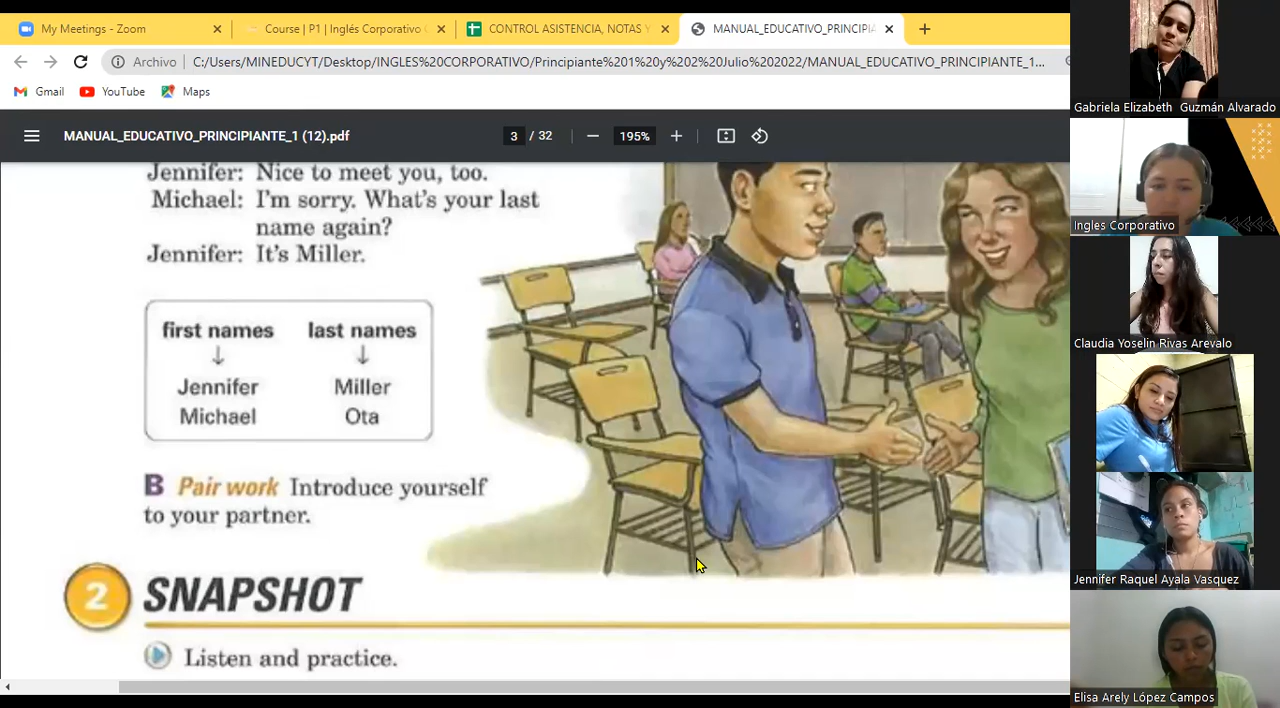 My Meetings - Zoom
Course | P1 | Inglés Corporativo
CONTROL ASISTENCIA, NOTAS Y
MANUAL_EDUCATIVO_PRINCIPIA
Archivo
C:/Users/MINEDUCYT/Desktop/INGLES%20CORPORATIVO/Principiante%201%20y%202%20Julio%202022/MANUAL_EDUCATIVO_PRINCIPIANTE_1...
Gmail
YouTube
Maps
MANUAL_EDUCATIVO_PRINCIPIANTE_1 (12).pdf
3 / 32
195%
Jennifer: Nice to meet you, too.
Michael: I'm sorry. What's your last
name again?
Jennifer: It's Miller.
first names last names
Jennifer Miller
Michael Ota
B Pair work Introduce yourself
to your partner.
2 SNAPSHOT
Listen and practice.
Gabriela Elizabeth Guzmán Alvarado
Ingles Corporativo
Claudia Yoselin Rivas Arevalo
Jennifer Raquel Ayala Vasquez
Elisa Arely López Campos